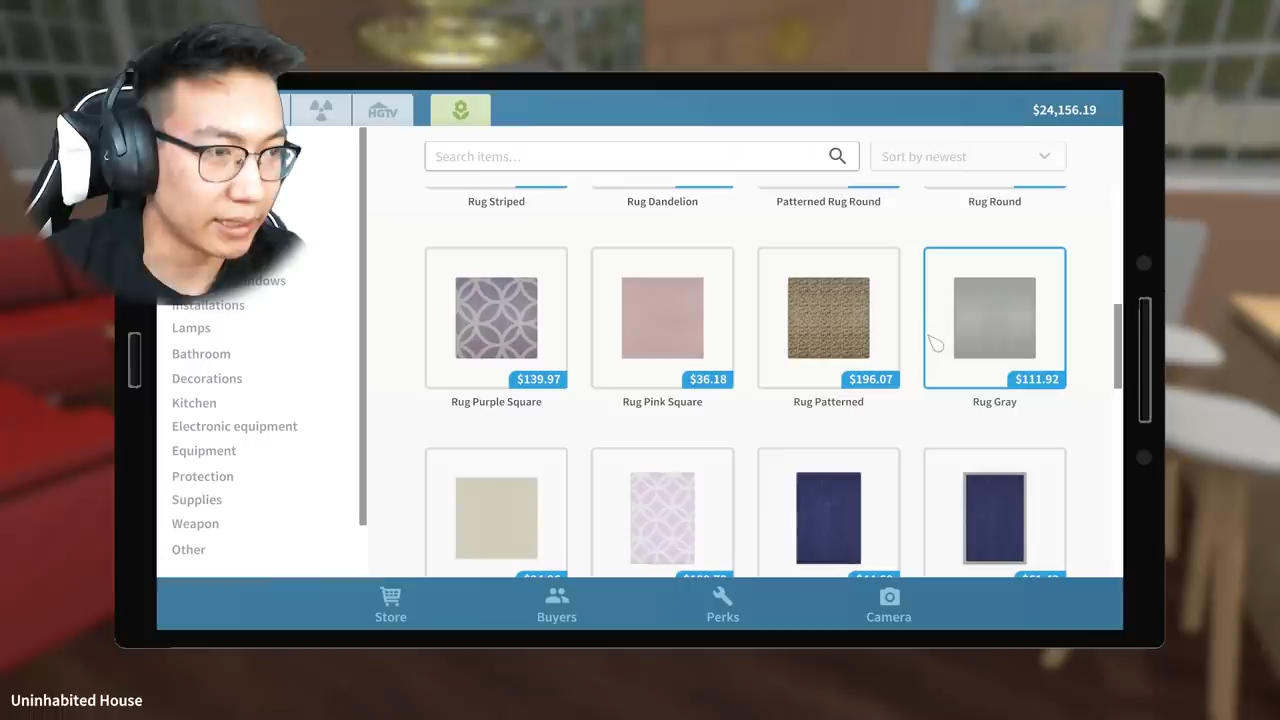 HGTV
$24,156.19
Search items...
Sort by newest
Rug Striped
Rug Dandelion
Patterned Rug Round
Rug Round
$139.97
$36.18
$196.07
$111.92
Rug Purple Square
Rug Pink Square
Rug Patterned
Rug Gray
Installations
Lamps
Bathroom
Decorations
Kitchen
Electronic equipment
Equipment
Protection
Supplies
Weapon
Other
Store
Buyers
Perks
Camera
Uninhabited House